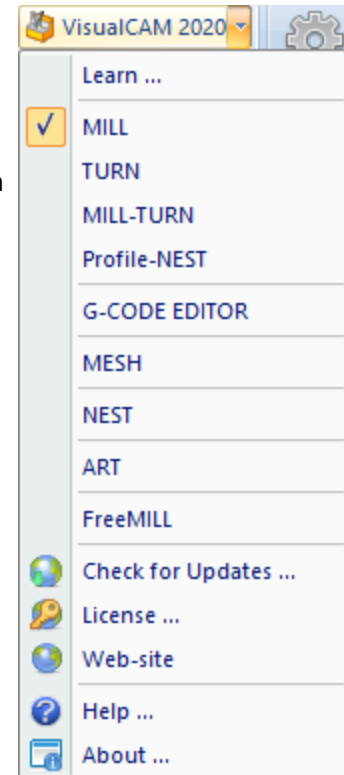 VisualCAM 2020
Learn ...
MILL
TURN
MILL-TURN
Profile-NEST
G-CODE EDITOR
MESH
NEST
ART
FreeMILL
Check for Updates ...
License ...
Web-site
Help ...
About ...